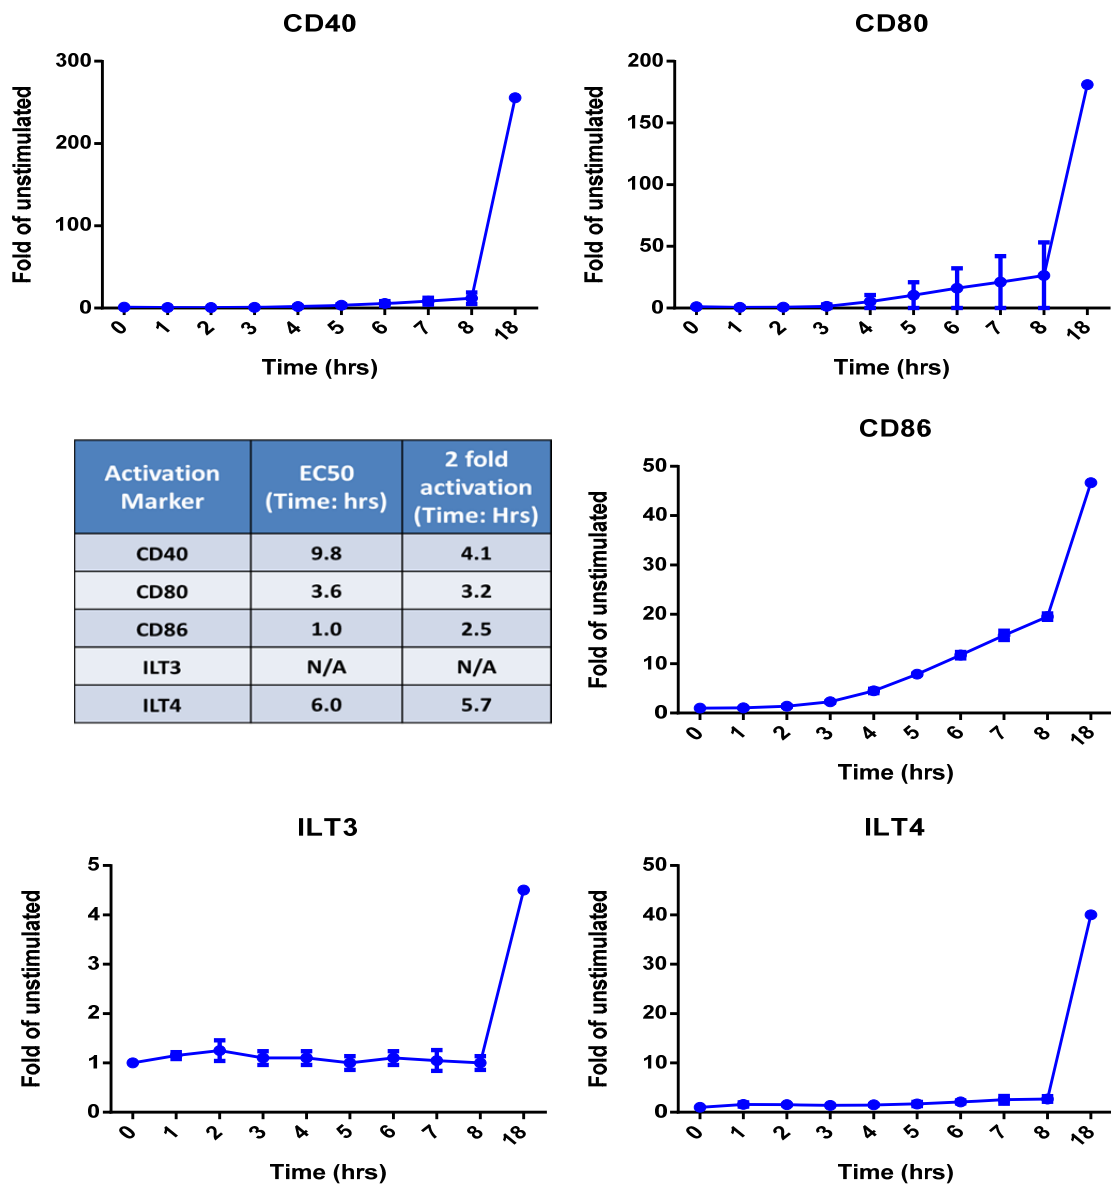 CD40
300
200
100
0
Fold of unstimulated
0 1 2 3 4 5 6 7 8 18
Time (hrs)
CD80
200
150
100
50
0
Fold of unstimulated
0 1 2 3 4 5 6 7 8 18
Time (hrs)
Activation Marker
EC50 (Time: hrs)
2 fold activation (Time: Hrs)
CD40 9.8 4.1
CD80 3.6 3.2
CD86 1.0 2.5
ILT3 N/A N/A
ILT4 6.0 5.7
CD86
50
40
30
20
10
0
Fold of unstimulated
0 1 2 3 4 5 6 7 8 18
Time (hrs)
ILT3
5
4
3
2
1
0
Fold of unstimulated
0 1 2 3 4 5 6 7 8 18
Time (hrs)
ILT4
50
40
30
20
10
0
Fold of unstimulated
0 1 2 3 4 5 6 7 8 18
Time (hrs)